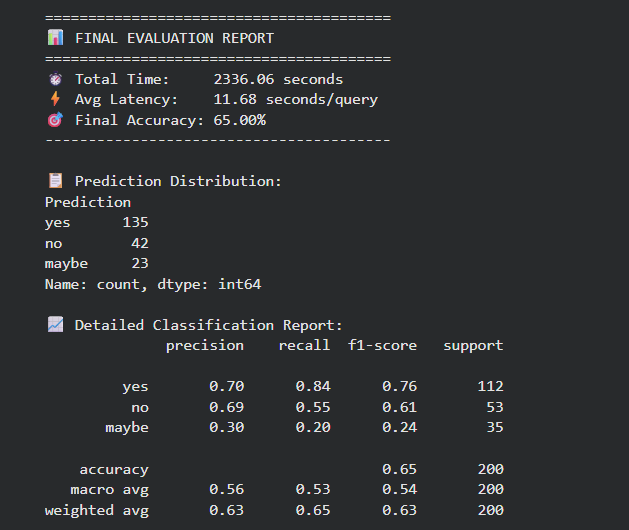 ========================================
📊 FINAL EVALUATION REPORT
========================================
⏱️ Total Time:     2336.06 seconds
⚡ Avg Latency:    11.68 seconds/query
🎯 Final Accuracy: 65.00%
----------------------------------------
📋 Prediction Distribution:
Prediction
yes      135
no        42
maybe     23
Name: count, dtype: int64
📈 Detailed Classification Report:
              precision    recall  f1-score   support
         yes       0.70      0.84      0.76       112
          no       0.69      0.55      0.61        53
       maybe       0.30      0.20      0.24        35
    accuracy                           0.65       200
   macro avg       0.56      0.53      0.54       200
weighted avg       0.63      0.65      0.63       200